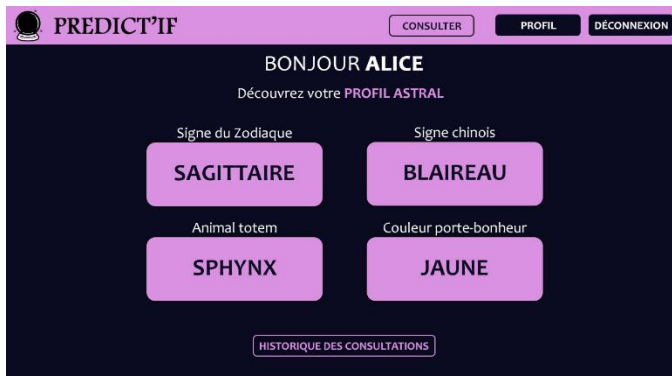 PREDICT'IF
CONSULTER
PROFIL
DÉCONNEXION
BONJOUR ALICE
Découvrez votre PROFIL ASTRAL
Signe du Zodiaque
SAGITTAIRE
Signe chinois
BLAIREAU
Animal totem
SPHYNX
Couleur porte-bonheur
JAUNE
HISTORIQUE DES CONSULTATIONS